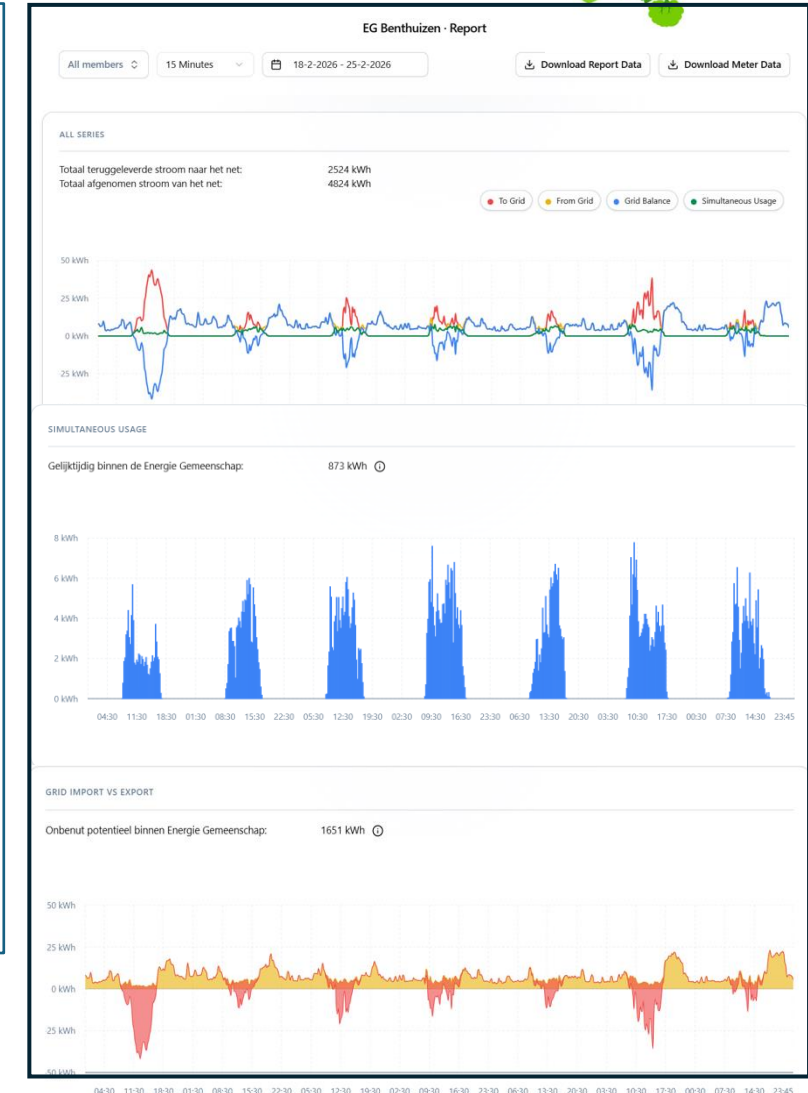 EG Benthuizen · Report
All members 15 Minutes 18-2-2026 - 25-2-2026 Download Report Data Download Meter Data
ALL SERIES
Totaal teruggeleverde stroom naar het net: 2524 kWh
Totaal afgenomen stroom van het net: 4824 kWh
To Grid From Grid Grid Balance Simultaneous Usage
50 kWh
25 kWh
0 kWh
-25 kWh
SIMULTANEOUS USAGE
Gelijktijdig binnen de Energie Gemeenschap: 873 kWh
8 kWh
6 kWh
4 kWh
2 kWh
0 kWh
04:30 11:30 18:30 01:30 08:30 15:30 22:30 05:30 12:30 19:30 02:30 09:30 16:30 23:30 06:30 13:30 20:30 03:30 10:30 17:30 00:30 07:30 14:30 23:45
GRID IMPORT VS EXPORT
Onbenut potentieel binnen Energie Gemeenschap: 1651 kWh
50 kWh
25 kWh
0 kWh
-25 kWh
-50 kWh
04:30 11:30 18:30 01:30 08:30 15:30 22:30 05:30 12:30 19:30 02:30 09:30 16:30 23:30 06:30 13:30 20:30 03:30 10:30 17:30 00:30 07:30 14:30 23:45